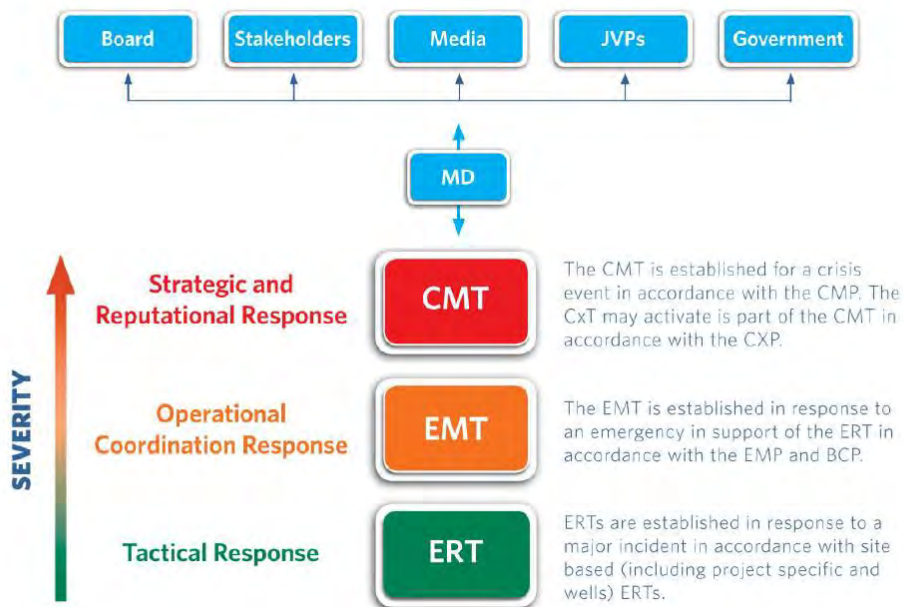 Board
Stakeholders
Media
JVPs
Government
MD
SEVERITY
Strategic and
Reputational Response
CMT
The CMT is established for a crisis
event in accordance with the CMP. The
CxT may activate is part of the CMT in
accordance with the CXP.
Operational
Coordination Response
EMT
The EMT is established in response to
an emergency in support of the ERT in
accordance with the EMP and BCP.
Tactical Response
ERT
ERTs are established in response to a
major incident in accordance with site
based (including project specific and
wells) ERTs.